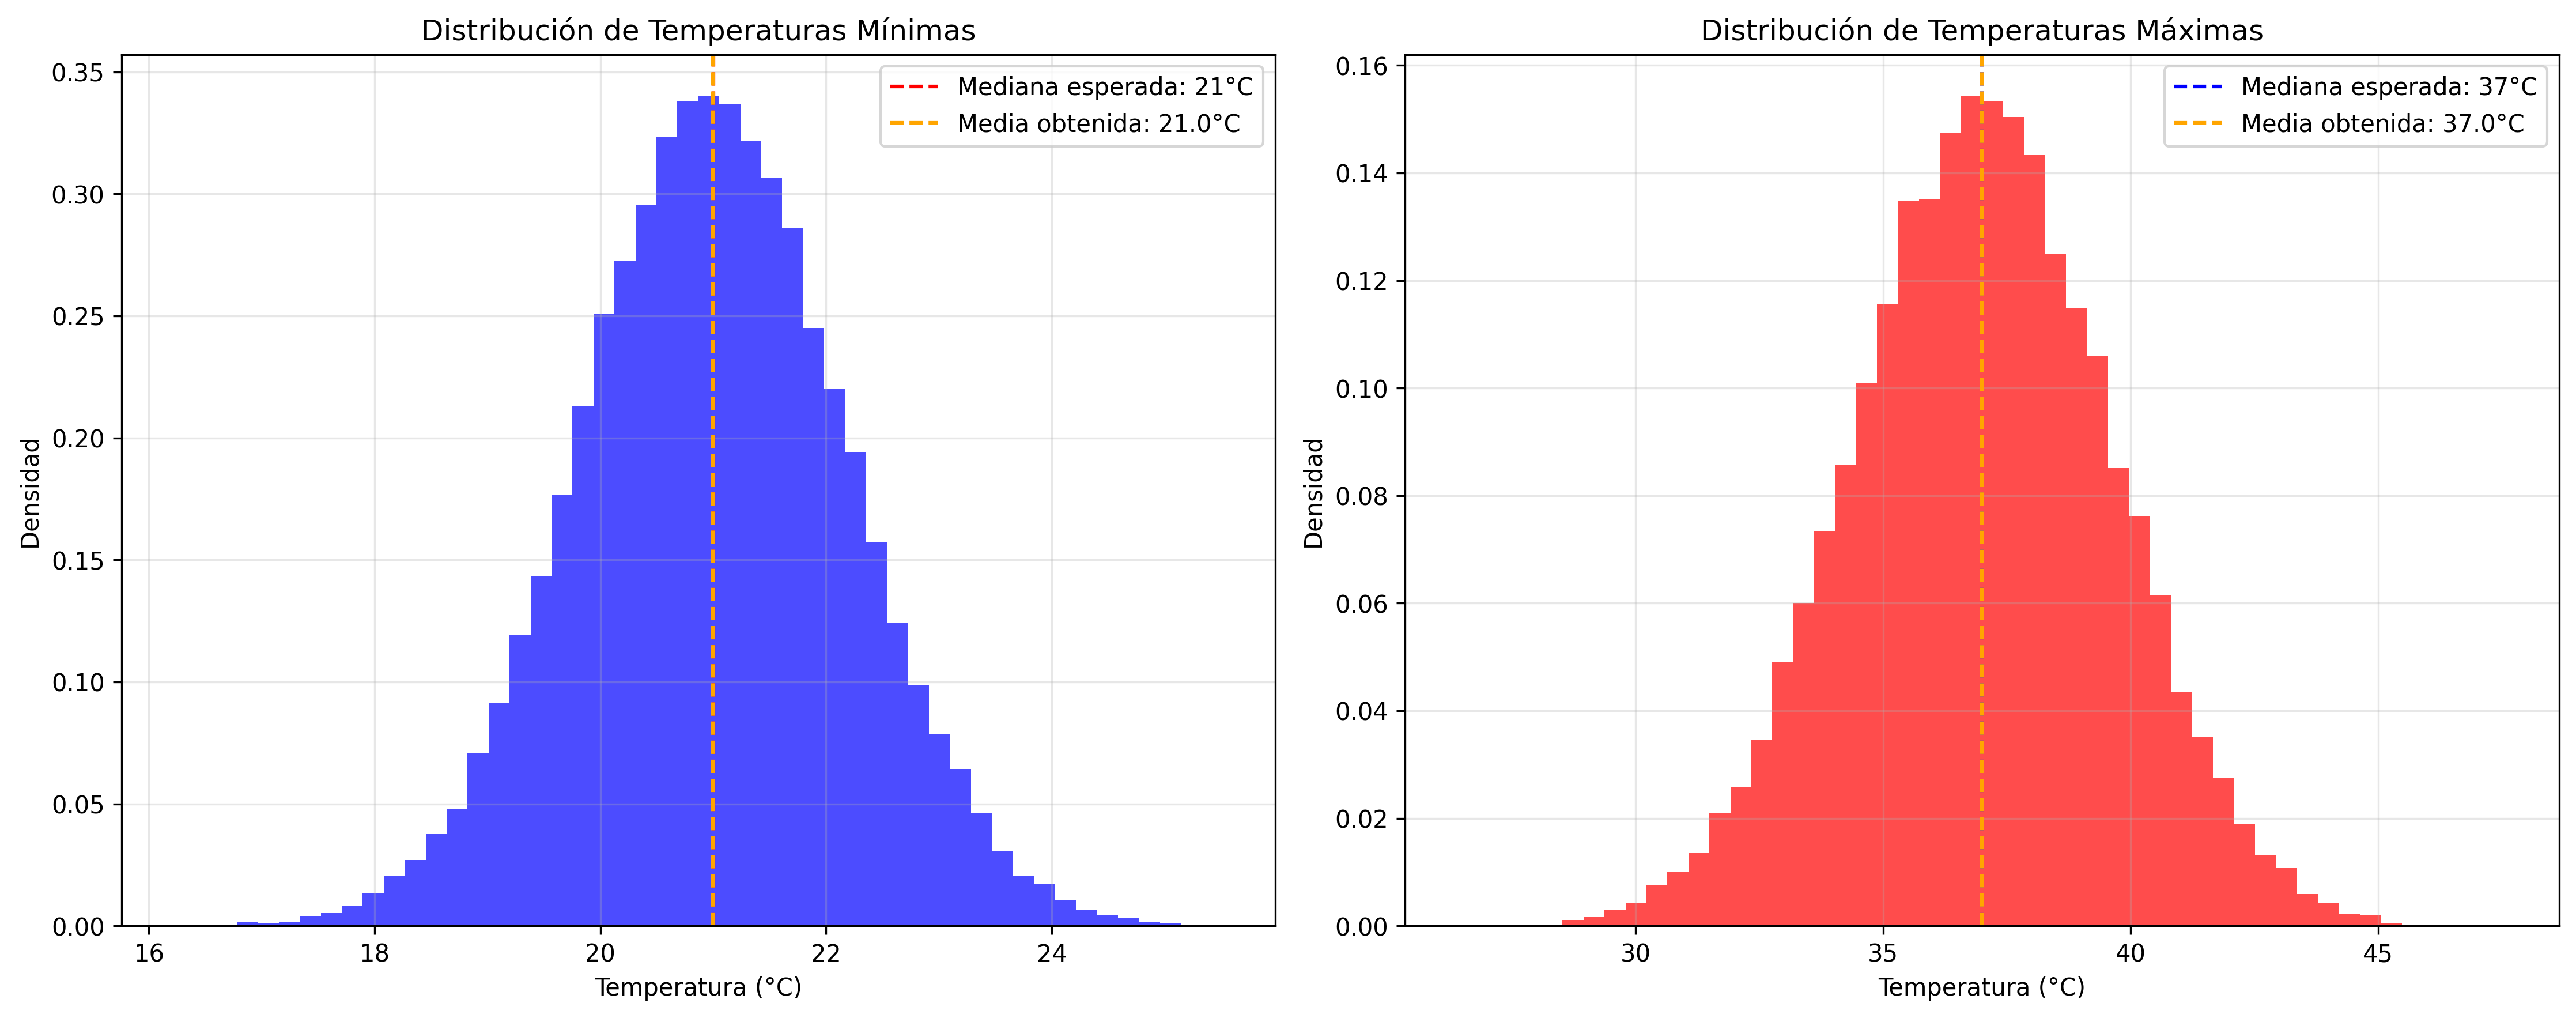 Distribución de Temperaturas Mínimas
Mediana esperada: 21°C
Media obtenida: 21.0°C
Densidad
0.35
0.30
0.25
0.20
0.15
0.10
0.05
0.00
16 18 20 22 24
Temperatura (°C)
Distribución de Temperaturas Máximas
Mediana esperada: 37°C
Media obtenida: 37.0°C
Densidad
0.16
0.14
0.12
0.10
0.08
0.06
0.04
0.02
0.00
30 35 40 45
Temperatura (°C)